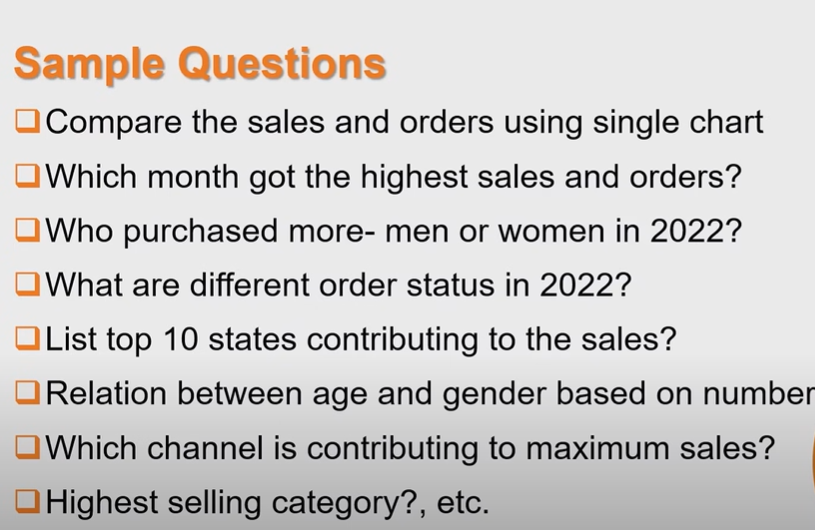 Sample Questions
Compare the sales and orders using single chart
Which month got the highest sales and orders?
Who purchased more- men or women in 2022?
What are different order status in 2022?
List top 10 states contributing to the sales?
Relation between age and gender based on number
Which channel is contributing to maximum sales?
Highest selling category?, etc.